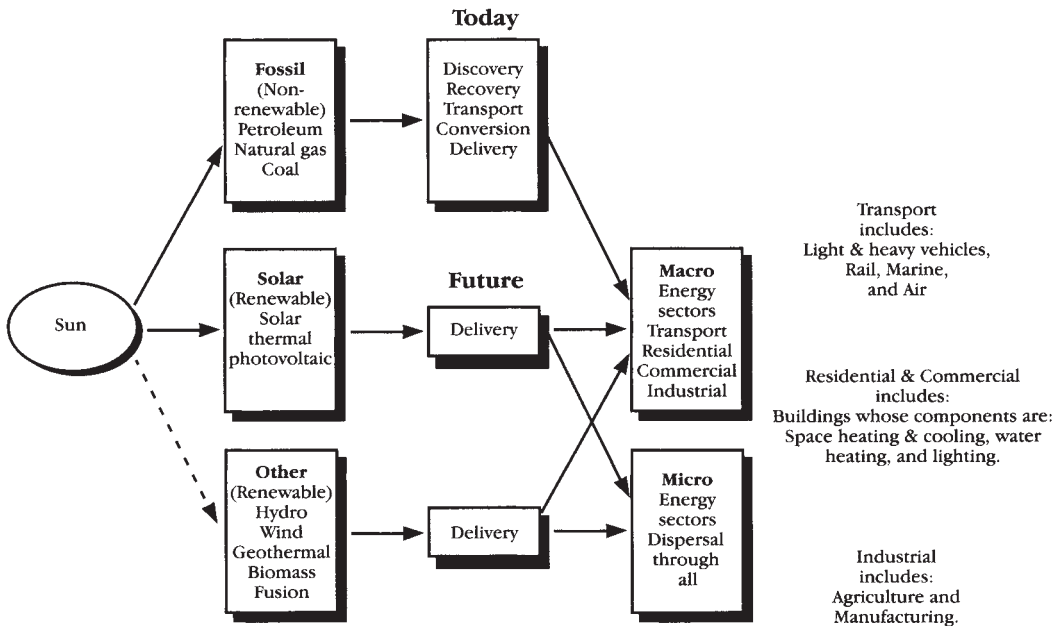 Today
Fossil
(Non-
renewable)
Petroleum
Natural gas
Coal
Discovery
Recovery
Transport
Conversion
Delivery
Sun
Solar
(Renewable)
Solar
thermal
photovoltaic
Future
Delivery
Other
(Renewable)
Hydro
Wind
Geothermal
Biomass
Fusion
Delivery
Macro
Energy
sectors
Transport
Residential
Commercial
Industrial
Micro
Energy
sectors
Dispersal
through
all
Transport
includes:
Light & heavy vehicles,
Rail, Marine,
and Air
Residential & Commercial
includes:
Buildings whose components are:
Space heating & cooling, water
heating, and lighting.
Industrial
includes:
Agriculture and
Manufacturing.